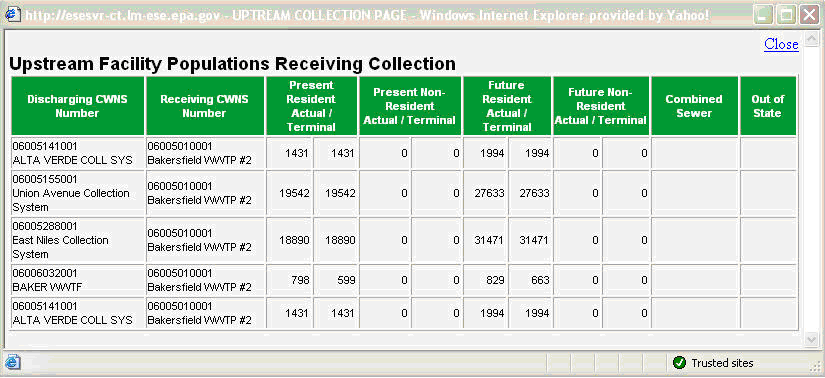 http://esesvr-ct.lm-ese.epa.gov - UPTREAM COLLECTION PAGE - Windows Internet Explorer provided by Yahoo!
Close
Upstream Facility Populations Receiving Collection
Discharging CWNS Number Receiving CWNS Number Present Resident Actual / Terminal Present Non-Resident Actual / Terminal Future Resident Actual / Terminal Future Non-Resident Actual / Terminal Combined Sewer Out of State
06005141001 06005010001
ALTA VERDE COLL SYS Bakersfield WWTP #2 1431 1431 0 0 1994 1994 0 0
06005155001
Union Avenue Collection
System
06005010001
Bakersfield WWTP #2 19542 19542 0 0 27633 27633 0 0
06005288001
East Niles Collection
System
06005010001
Bakersfield WWTP #2 18890 18890 0 0 31471 31471 0 0
06006032001 06005010001
BAKER WWTF Bakersfield WWTP #2 798 599 0 0 829 663 0 0
06005141001 06005010001
ALTA VERDE COLL SYS Bakersfield WWTP #2 1431 1431 0 0 1994 1994 0 0
Trusted sites